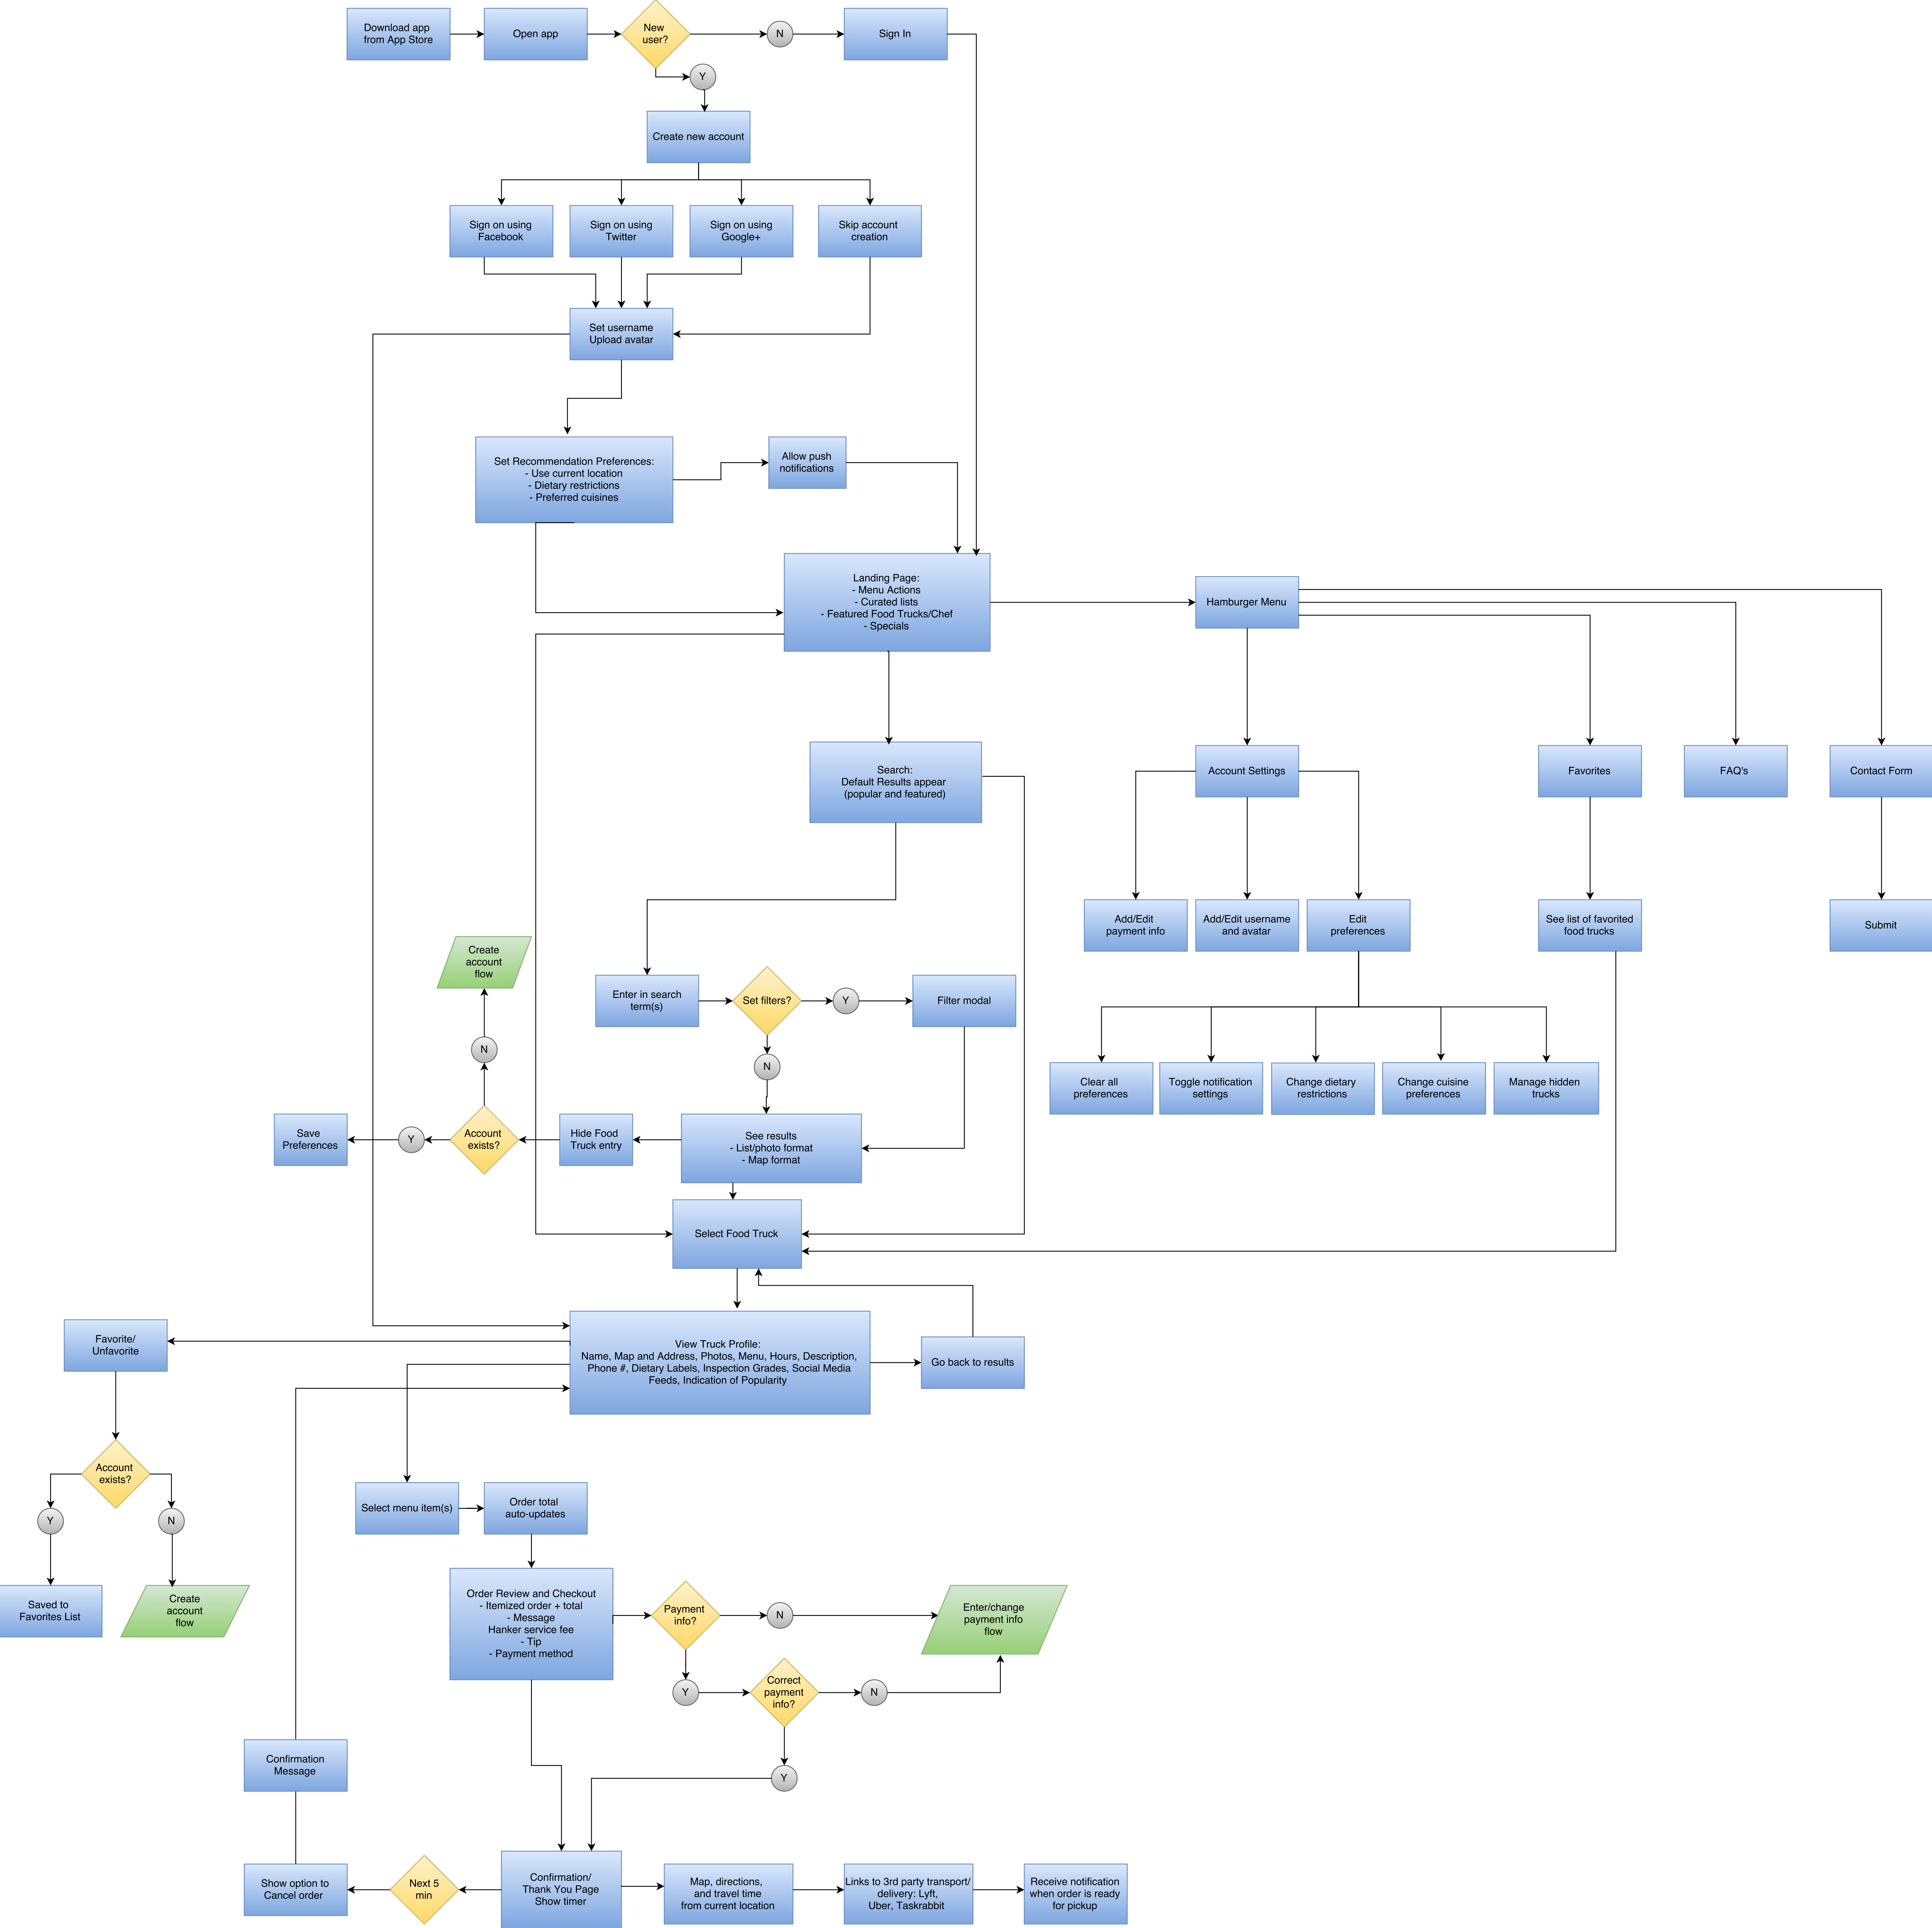 Download app
from App Store
Open app
New
user?
N
Sign In
Y
Create new account
Sign on using
Facebook
Sign on using
Twitter
Sign on using
Google+
Skip account
creation
Set username
Upload avatar
Set Recommendation Preferences:
- Use current location
- Dietary restrictions
- Preferred cuisines
Allow push
notifications
Landing Page:
- Menu Actions
- Curated lists
- Featured Food Trucks/Chef
- Specials
Hamburger Menu
Search:
Default Results appear
(popular and featured)
Account Settings
Favorites
FAQ's
Contact Form
Add/Edit
payment info
Add/Edit username
and avatar
Edit
preferences
See list of favorited
food trucks
Submit
Create
account
flow
Enter in search
term(s)
Set filters?
Y
Filter modal
N
N
Clear all
preferences
Toggle notification
settings
Change dietary
restrictions
Change cuisine
preferences
Manage hidden
trucks
Save
Preferences
Y
Account
exists?
Hide Food
Truck entry
See results
- List/photo format
- Map format
Select Food Truck
Favorite/
Unfavorite
View Truck Profile:
Name, Map and Address, Photos, Menu, Hours, Description,
Phone #, Dietary Labels, Inspection Grades, Social Media
Feeds, Indication of Popularity
Go back to results
Account
exists?
Y
N
Select menu item(s)
Order total
auto-updates
Saved to
Favorites List
Create
account
flow
Order Review and Checkout
- Itemized order + total
- Message
Hanker service fee
- Tip
- Payment method
Payment
info?
N
Enter/change
payment info
flow
Y
Correct
payment
info?
N
Y
Confirmation
Message
Show option to
Cancel order
Next 5
min
Confirmation/
Thank You Page
Show timer
Map, directions,
and travel time
from current location
Links to 3rd party transport/
delivery: Lyft,
Uber, Taskrabbit
Receive notification
when order is ready
for pickup